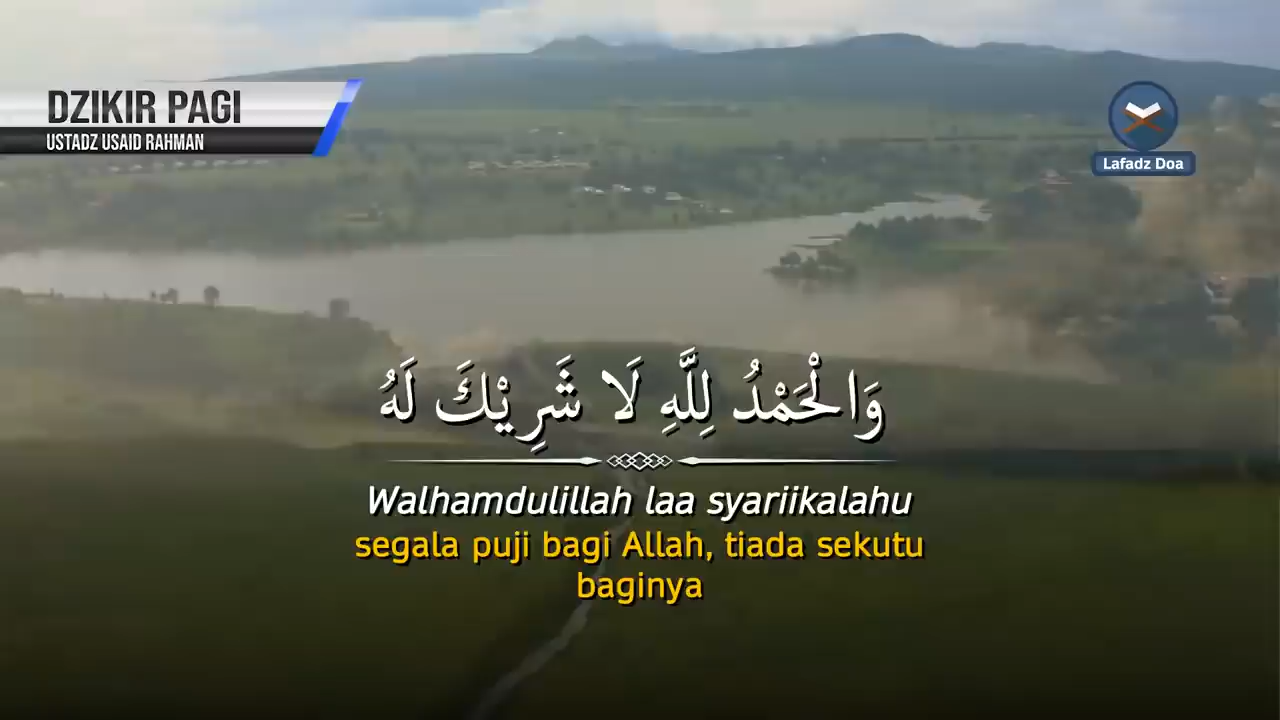 DZIKIR PAGI
USTADZ USAID RAHMAN
Lafadz Doa
وَالْحَمْدُ لِلَّهِ لَا شَرِيْكَ لَهُ
Walhamdulillah laa syariikalahu
segala puji bagi Allah, tiada sekutu
baginya